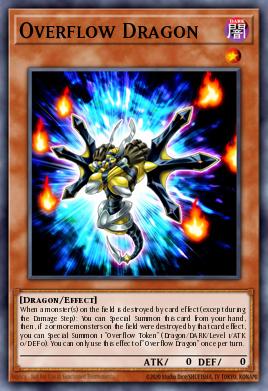 OVERFLOW DRAGON
DARK
闇
[DRAGON/EFFECT]
When a monster(s) on the field is destroyed by card effect (except during
the Damage Step): You can Special Summon this card from your hand,
then, if 2 or more monsters on the field were destroyed by that card effect,
you can Special Summon 1 "Overflow Token" (Dragon/DARK/Level 1/ATK
0/DEF 0). You can only use this effect of "Overflow Dragon" once per turn.
ATK/ 0 DEF/ 0